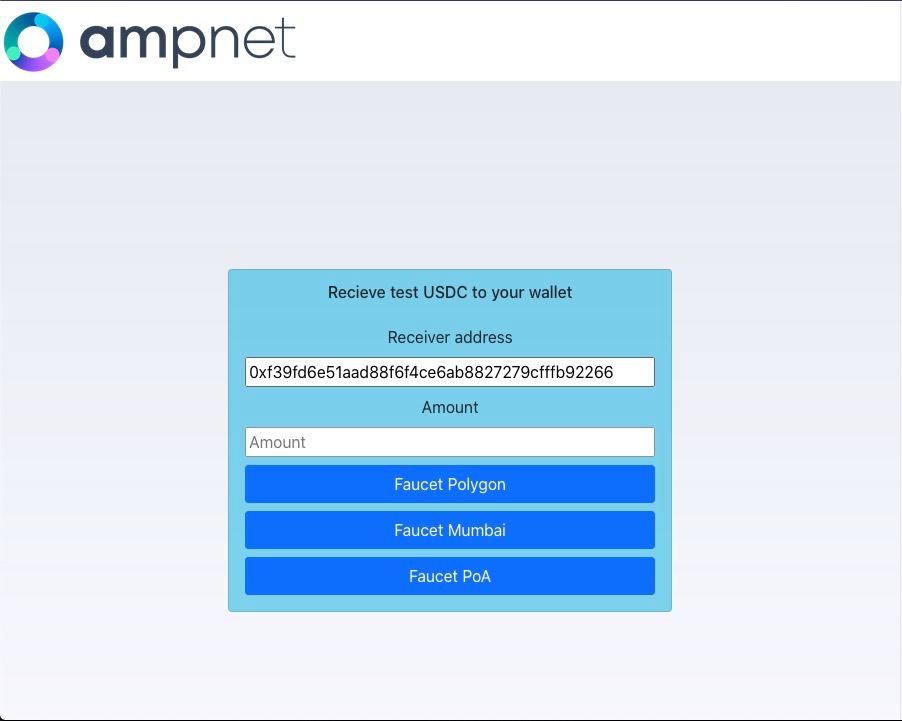 ampnet
Recieve test USDC to your wallet
Receiver address
0xf39fd6e51aad88f6f4ce6ab8827279cfffb92266
Amount
Amount
Faucet Polygon
Faucet Mumbai
Faucet PoA